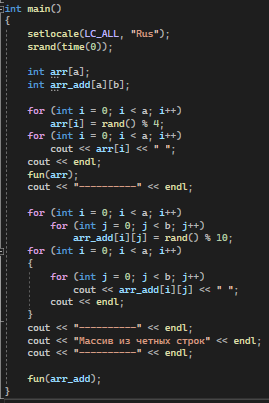 int main()
{
setlocale(LC_ALL, "Rus");
srand(time(0));
int arr[a];
int arr_add[a][b];
for (int i = 0; i < a; i++)
arr[i] = rand() % 4;
for (int i = 0; i < a; i++)
cout << arr[i] << " ";
cout << endl;
fun(arr);
cout << "----------" << endl;
for (int i = 0; i < a; i++)
for (int j = 0; j < b; j++)
arr_add[i][j] = rand() % 10;
for (int i = 0; i < a; i++)
{
for (int j = 0; j < b; j++)
cout << arr_add[i][j] << " ";
cout << endl;
}
cout << "----------" << endl;
cout << "Массив из четных строк" << endl;
cout << "----------" << endl;
fun(arr_add);
}